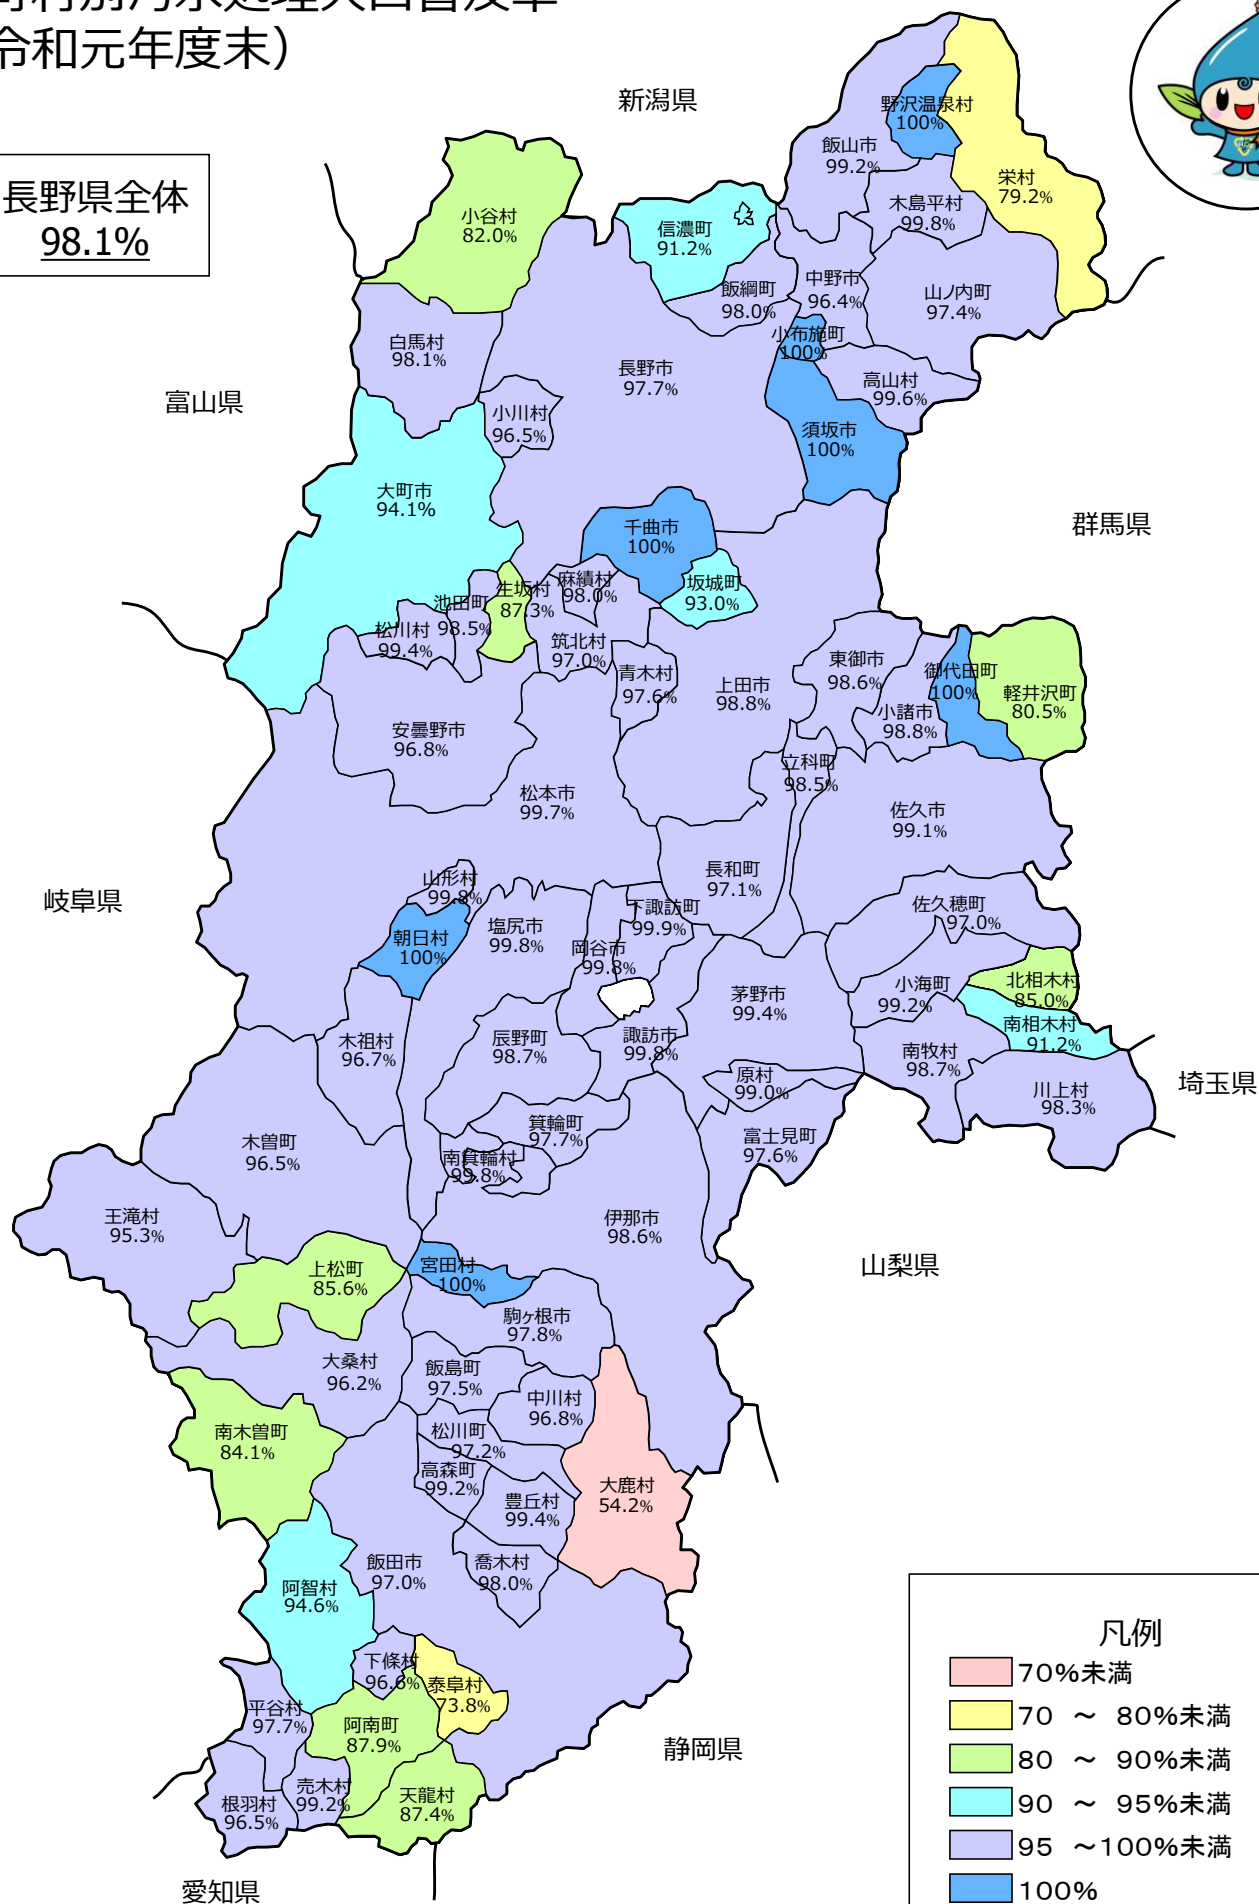 町村別汚水処理人口普及率
令和元年度末）
長野県全体
98.1%
新潟県
富山県
群馬県
岐阜県
埼玉県
山梨県
静岡県
愛知県
野沢温泉村
100%
飯山市
99.2%
栄村
79.2%
木島平村
99.8%
小谷村
82.0%
信濃町
91.2%
飯綱町
98.0%
中野市
96.4%
山ノ内町
97.4%
白馬村
98.1%
小布施町
100%
長野市
97.7%
高山村
99.6%
小川村
96.5%
須坂市
100%
大町市
94.1%
千曲市
100%
坂城町
93.0%
麻績村
98.0%
生坂村
87.3%
池田町
98.5%
松川村
99.4%
筑北村
97.0%
青木村
97.6%
上田市
98.8%
東御市
98.6%
御代田町
100%
軽井沢町
80.5%
小諸市
98.8%
安曇野市
96.8%
立科町
98.5%
松本市
99.7%
佐久市
99.1%
長和町
97.1%
山形村
99.8%
下諏訪町
99.9%
佐久穂町
97.0%
朝日村
100%
塩尻市
99.8%
岡谷市
99.8%
茅野市
99.4%
小海町
99.2%
北相木村
85.0%
南相木村
91.2%
木祖村
96.7%
辰野町
98.7%
諏訪市
99.8%
南牧村
98.7%
原村
99.0%
川上村
98.3%
木曽町
96.5%
箕輪町
97.7%
富士見町
97.6%
南箕輪村
99.8%
王滝村
95.3%
伊那市
98.6%
上松町
85.6%
宮田村
100%
駒ヶ根市
97.8%
大桑村
96.2%
飯島町
97.5%
中川村
96.8%
南木曽町
84.1%
松川町
97.2%
高森町
99.2%
大鹿村
54.2%
豊丘村
99.4%
飯田市
97.0%
喬木村
98.0%
阿智村
94.6%
下條村
96.6%
泰阜村
73.8%
平谷村
97.7%
阿南町
87.9%
売木村
99.2%
天龍村
87.4%
根羽村
96.5%
凡例
70%未満
70 ～ 80%未満
80 ～ 90%未満
90 ～ 95%未満
95 ～100%未満
100%